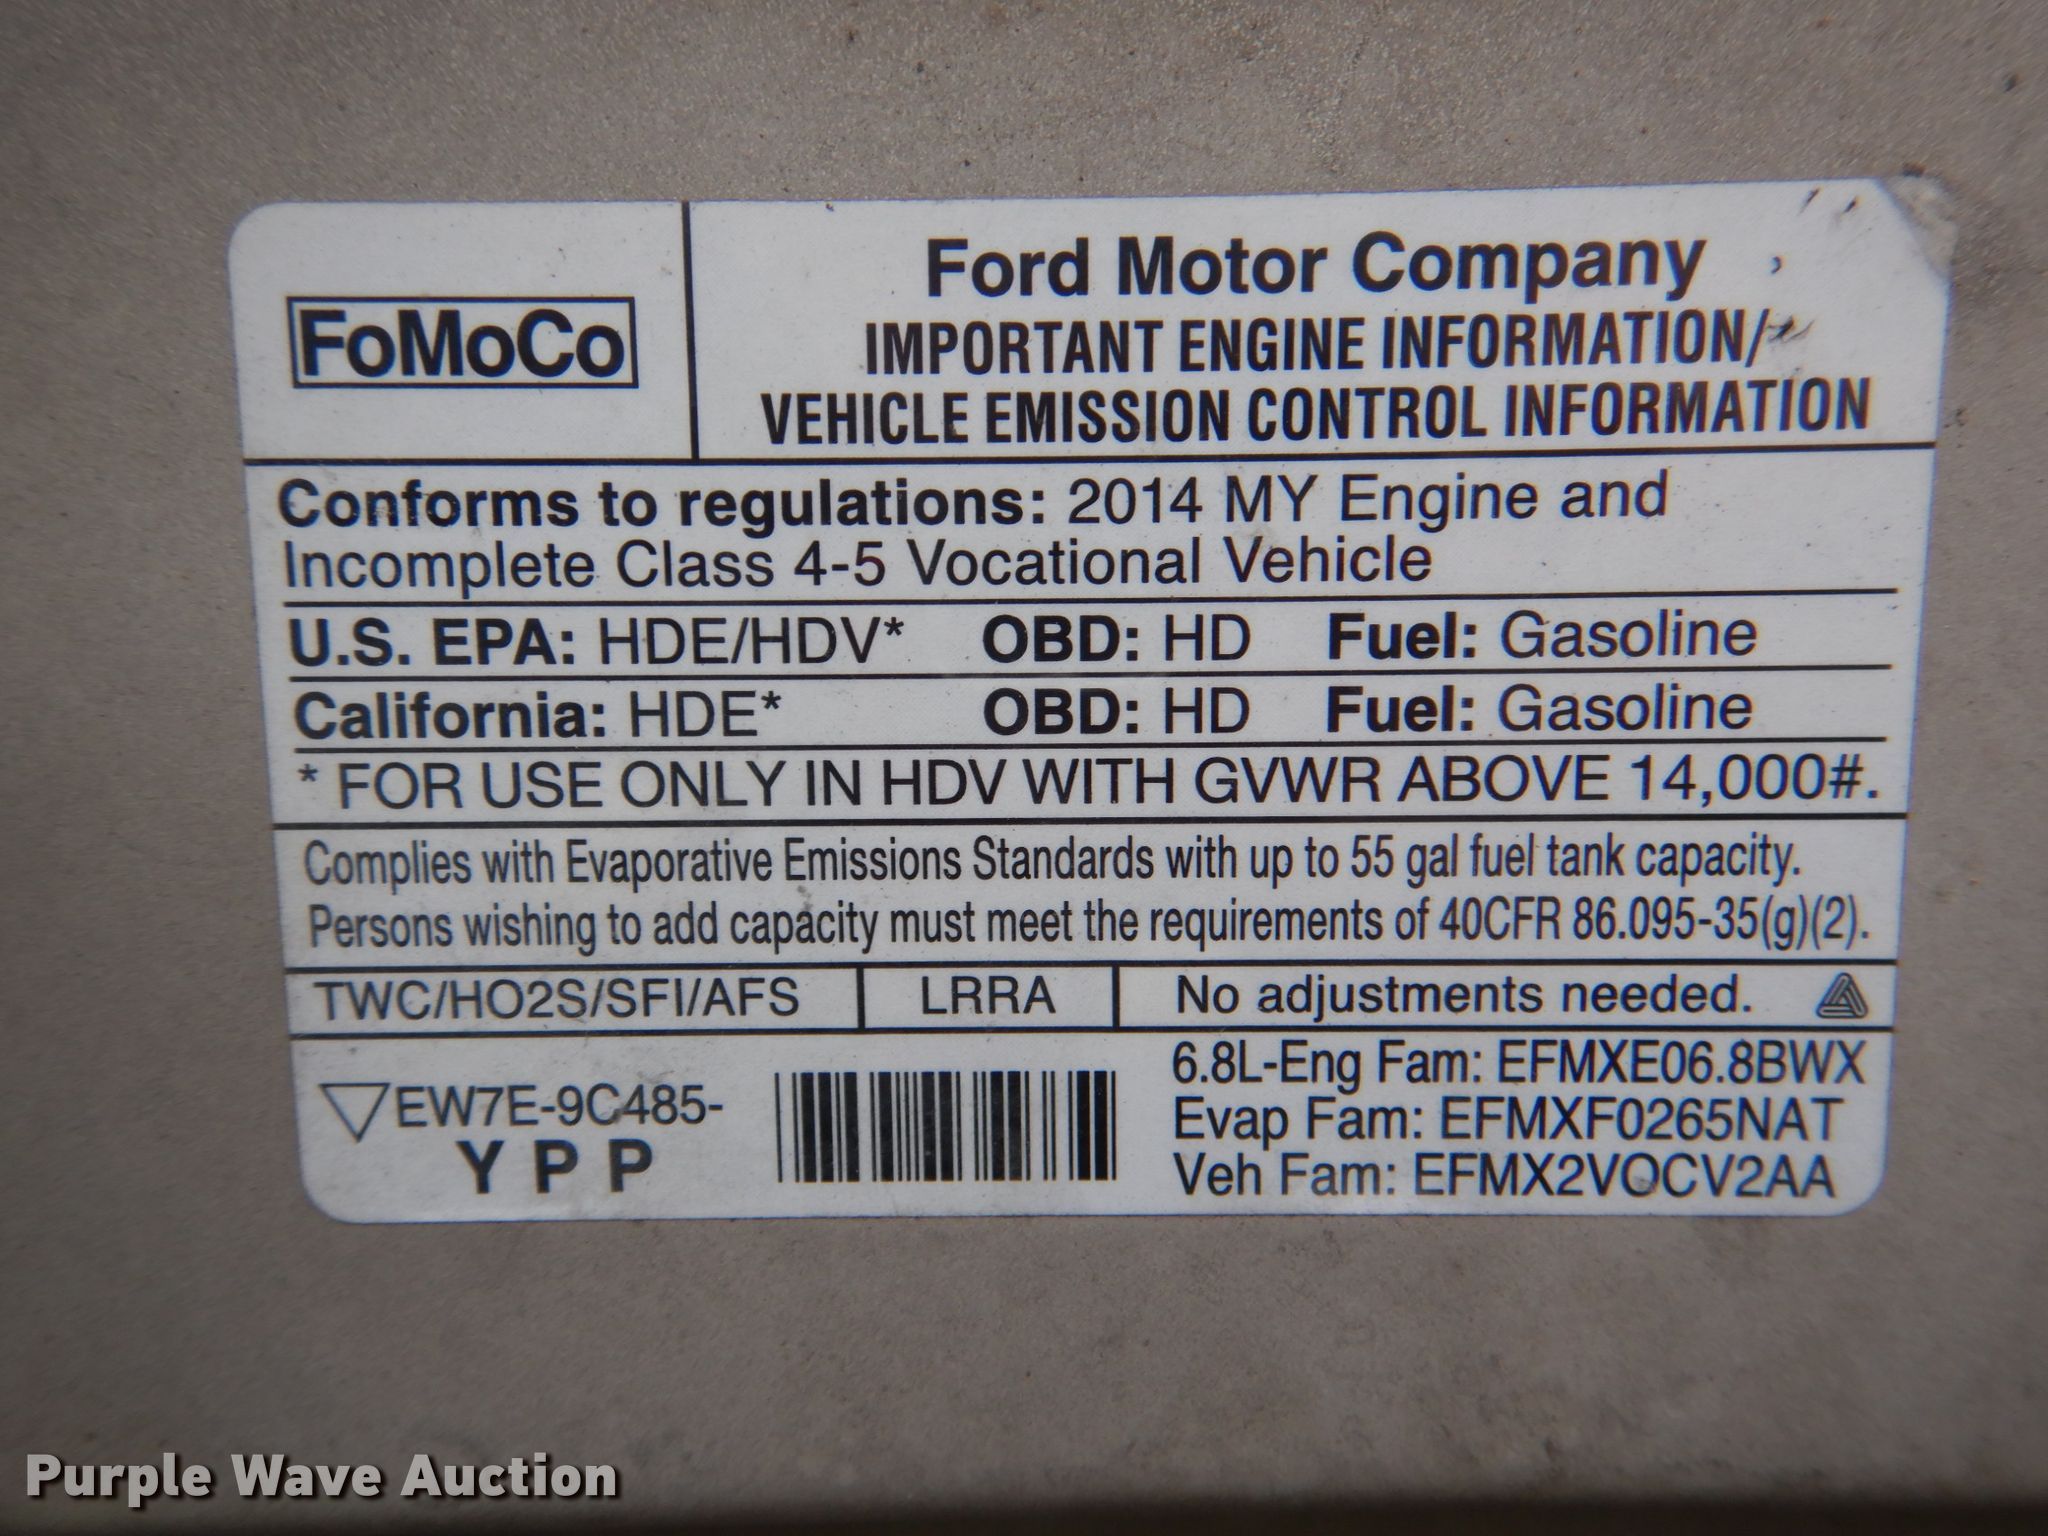 FoMoCo
Ford Motor Company
IMPORTANT ENGINE INFORMATION/
VEHICLE EMISSION CONTROL INFORMATION
Conforms to regulations: 2014 MY Engine and
Incomplete Class 4-5 Vocational Vehicle
U.S. EPA: HDE/HDV* OBD: HD Fuel: Gasoline
California: HDE* OBD: HD Fuel: Gasoline
* FOR USE ONLY IN HDV WITH GVWR ABOVE 14,000#.
Complies with Evaporative Emissions Standards with up to 55 gal fuel tank capacity.
Persons wishing to add capacity must meet the requirements of 40CFR 86.095-35(g)(2).
TWC/HO2S/SFI/AFS LRRA No adjustments needed.
EW7E-9C485-
YPP
6.8L-Eng Fam: EFMXE06.8BWX
Evap Fam: EFMXF0265NAT
Veh Fam: EFMX2VOCV2AA
Purple Wave Auction